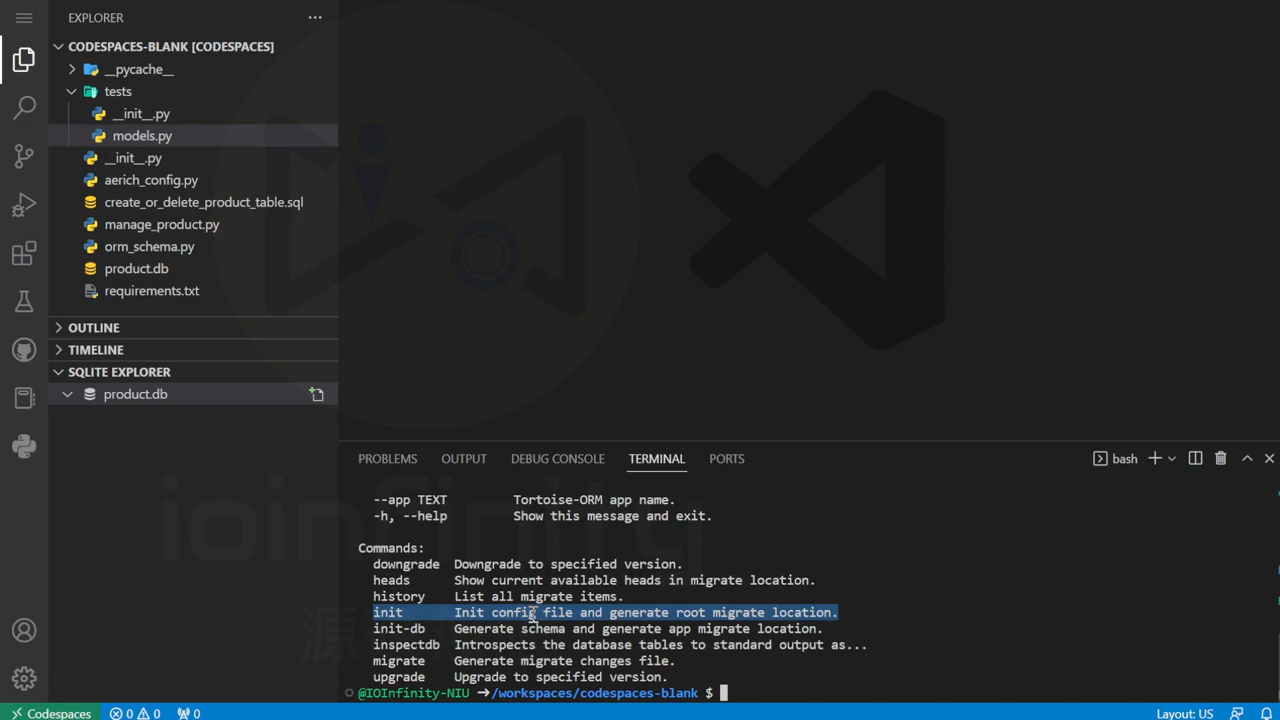 EXPLORER
CODESPACES-BLANK [CODESPACES]
__pycache__
tests
__init__.py
models.py
__init__.py
aerich_config.py
create_or_delete_product_table.sql
manage_product.py
orm_schema.py
product.db
requirements.txt
OUTLINE
TIMELINE
SQLITE EXPLORER
product.db
ioinfinity
PROBLEMS OUTPUT DEBUG CONSOLE TERMINAL PORTS
bash
--app TEXT Tortoise-ORM app name.
-h, --help Show this message and exit.
Commands:
downgrade Downgrade to specified version.
heads Show current available heads in migrate location.
history List all migrate items.
init Init config file and generate root migrate location.
init-db Generate schema and generate app migrate location.
inspectdb Introspects the database tables to standard output as...
migrate Generate migrate changes file.
upgrade Upgrade to specified version.
@IOInfinity-NIU ➜/workspaces/codespaces-blank $
Codespaces 0 0 0
Layout: US